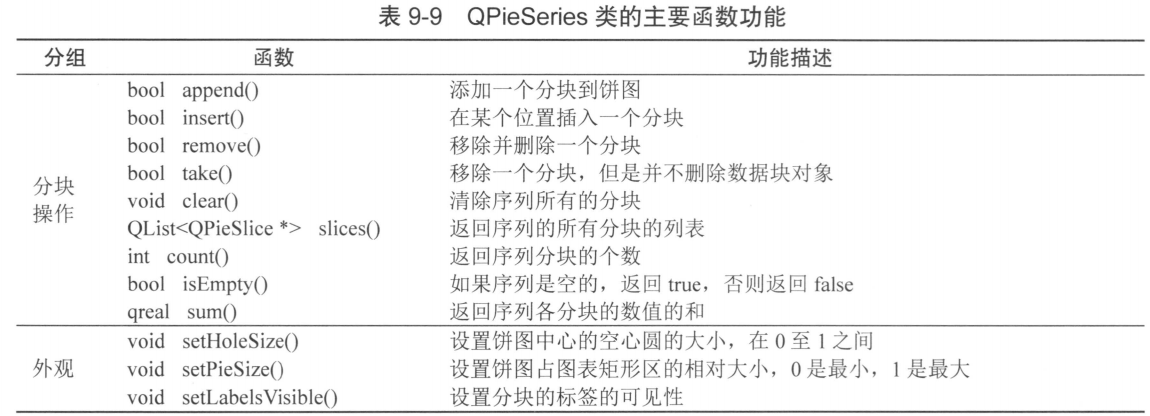 表 9-9 QPieSeries 类的主要函数功能
分组 函数 功能描述
bool append() 添加一个分块到饼图
bool insert() 在某个位置插入一个分块
bool remove() 移除并删除一个分块
分块 bool take() 移除一个分块，但是并不删除数据块对象
操作 void clear() 清除序列所有的分块
QList<QPieSlice *> slices() 返回序列的所有分块的列表
int count() 返回序列分块的个数
bool isEmpty() 如果序列是空的，返回 true，否则返回 false
qreal sum() 返回序列各分块的数值的和
void setHoleSize() 设置饼图中心的空心圆的大小，在 0 至 1 之间
外观 void setPieSize() 设置饼图占图表矩形区的相对大小，0 是最小，1 是最大
void setLabelsVisible() 设置分块的标签的可见性